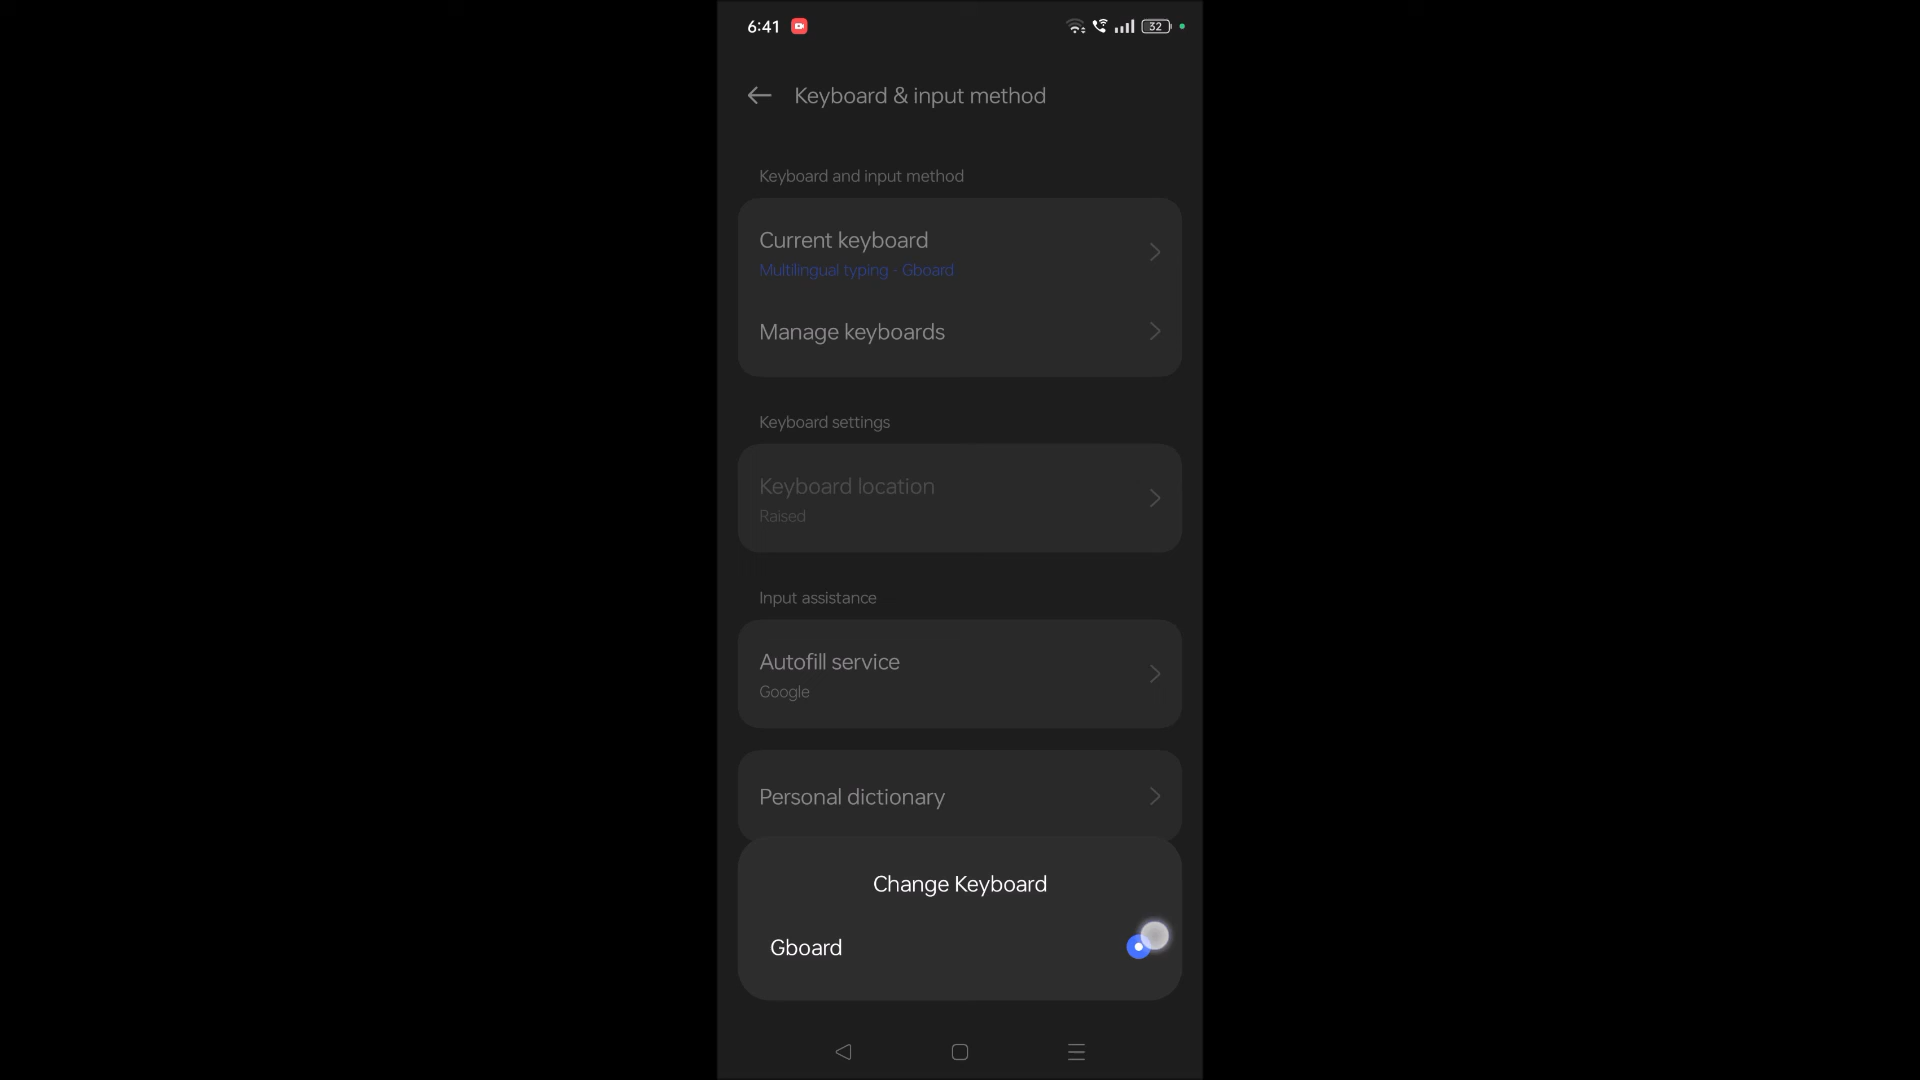 6:41
32
Keyboard & input method
Keyboard and input method
Current keyboard
Multilingual typing - Gboard
Manage keyboards
Keyboard settings
Keyboard location
Raised
Input assistance
Autofill service
Google
Personal dictionary
Change Keyboard
Gboard